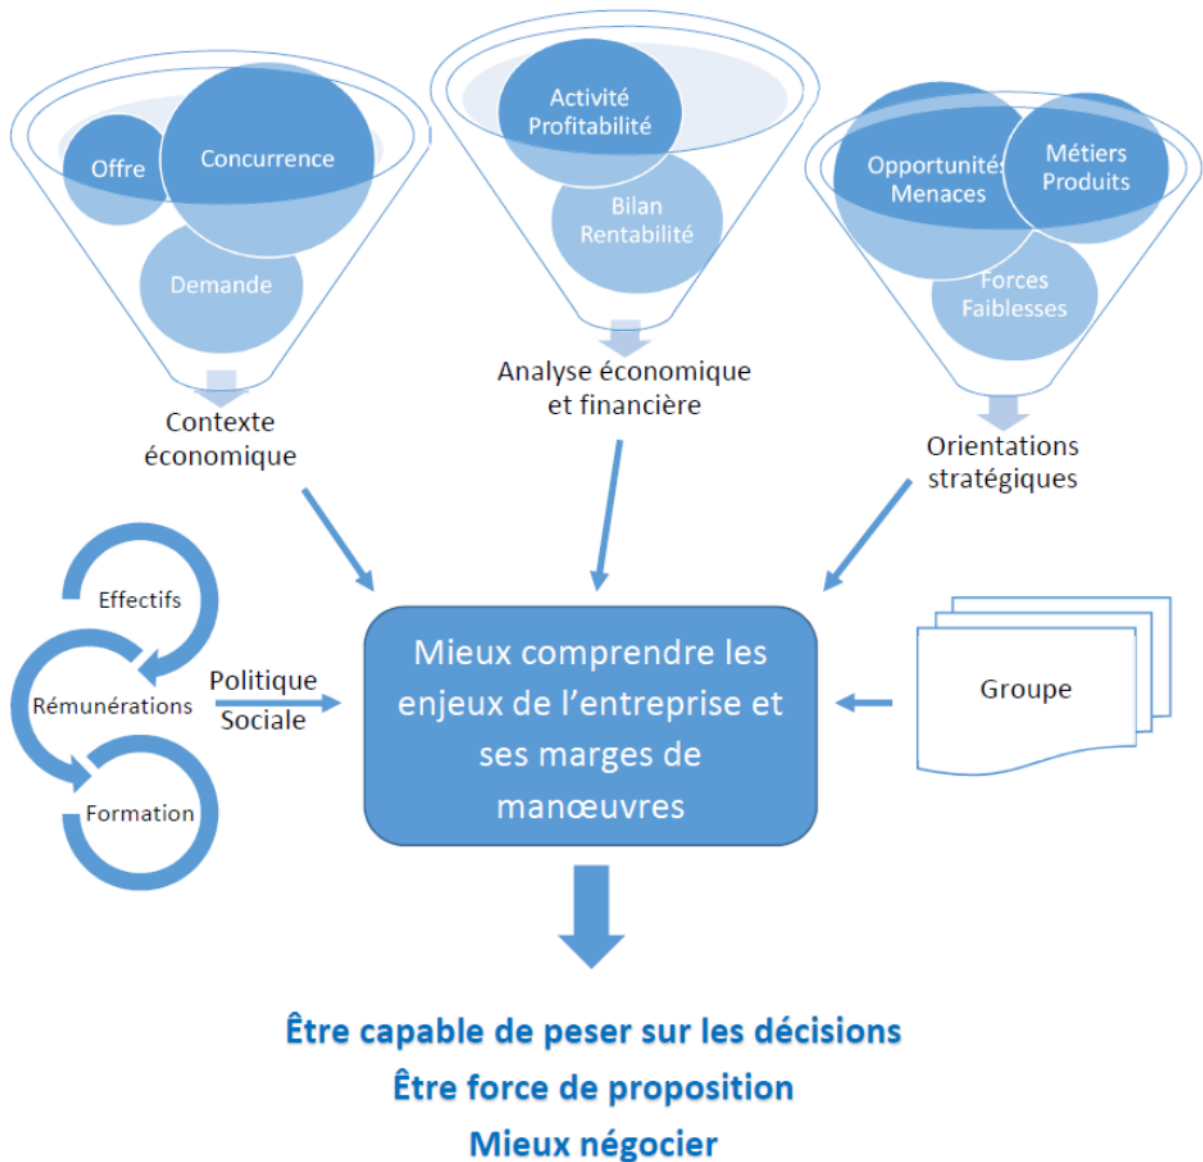 Offre
Concurrence
Demande
Contexte
économique
Activité
Profitabilité
Bilan
Rentabilité
Analyse économique
et financière
Opportunités
Menaces
Métiers
Produits
Forces
Faiblesses
Orientations
stratégiques
Effectifs
Rémunérations
Formation
Politique
Sociale
Mieux comprendre les
enjeux de l’entreprise et
ses marges de
manœuvres
Groupe
Être capable de peser sur les décisions
Être force de proposition
Mieux négocier